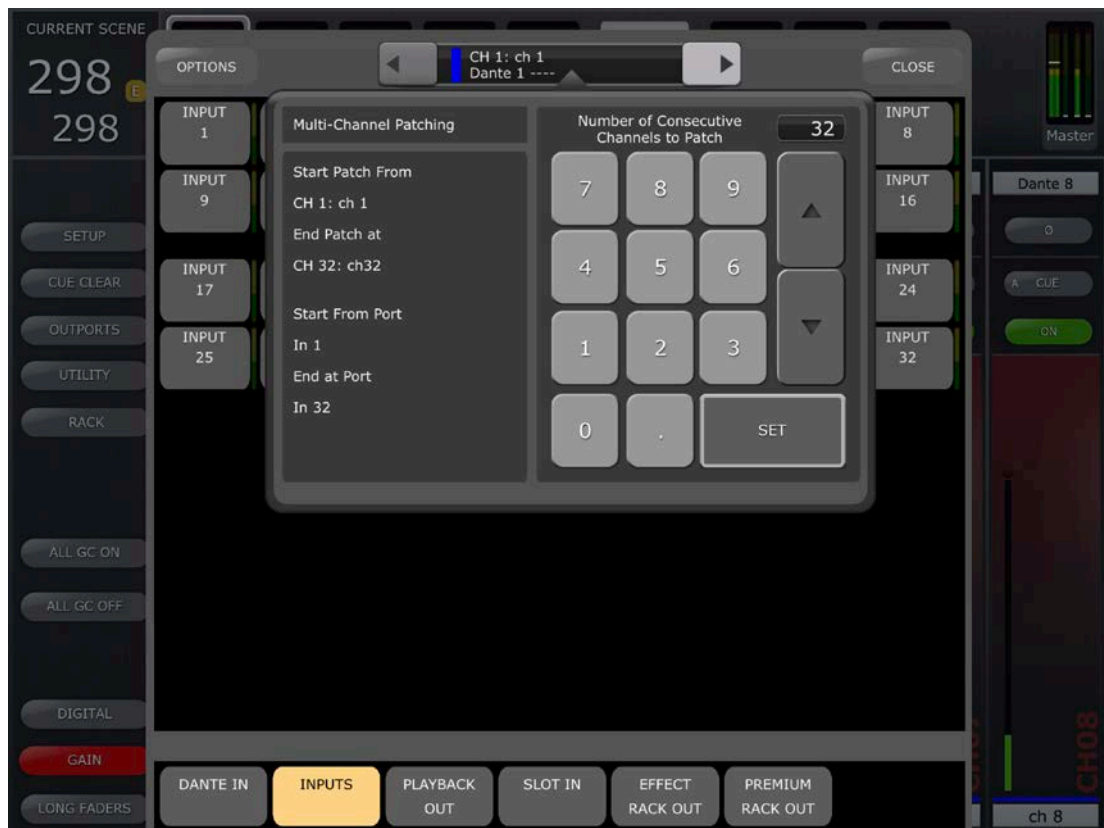 CURRENT SCENE
298 E
298
OPTIONS
CH 1: ch 1
Dante 1 ----
CLOSE
Master
INPUT
1
INPUT
8
INPUT
9
INPUT
16
INPUT
17
INPUT
24
INPUT
25
INPUT
32
Multi-Channel Patching
Start Patch From
CH 1: ch 1
End Patch at
CH 32: ch32
Start From Port
In 1
End at Port
In 32
Number of Consecutive
Channels to Patch
32
7 8 9
4 5 6
1 2 3
0 . SET
SETUP
CUE CLEAR
OUTPORTS
UTILITY
RACK
ALL GC ON
ALL GC OFF
DIGITAL
GAIN
LONG FADERS
Dante 8
Ø
A CUE
ON
CH08
ch 8
DANTE IN
INPUTS
PLAYBACK
OUT
SLOT IN
EFFECT
RACK OUT
PREMIUM
RACK OUT